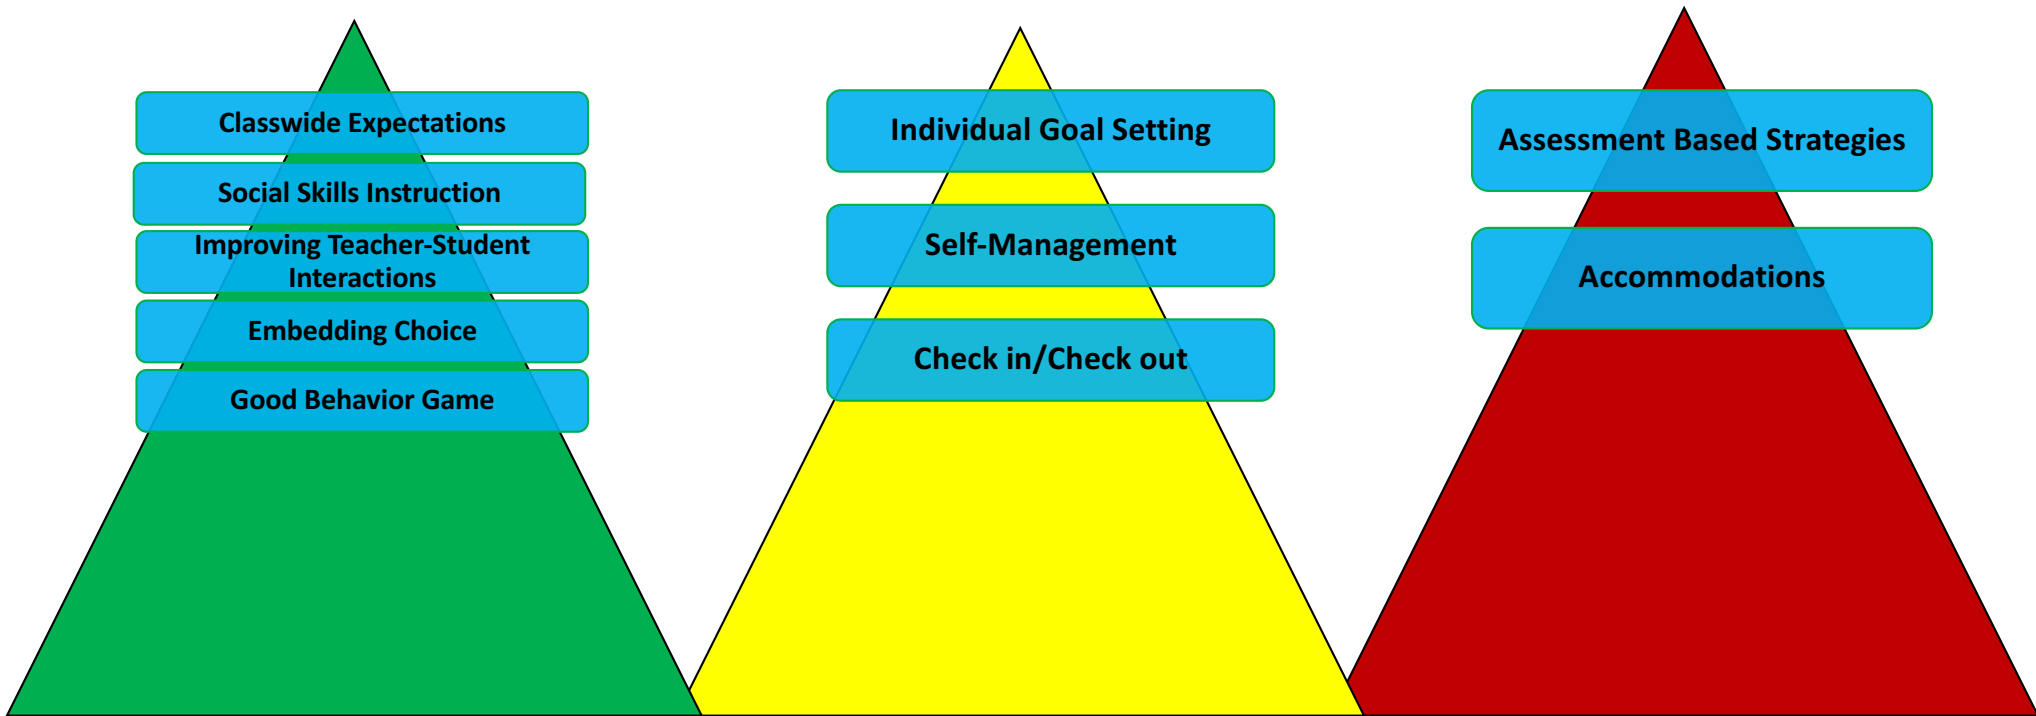 Classwide Expectations
Social Skills Instruction
Improving Teacher-Student
Interactions
Embedding Choice
Good Behavior Game
Individual Goal Setting
Self-Management
Check in/Check out
Assessment Based Strategies
Accommodations